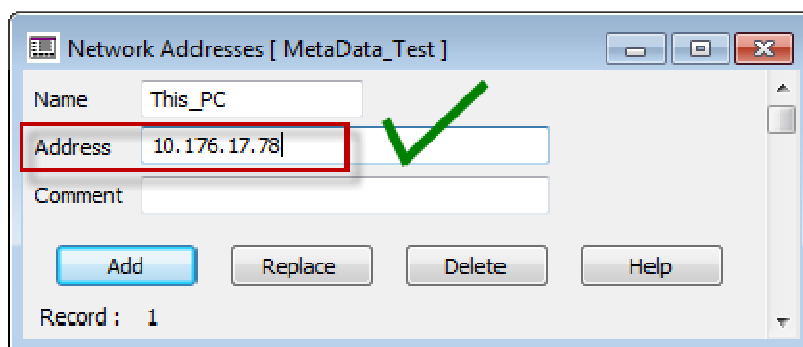 Network Addresses [ MetaData_Test ]
Name This_PC
Address 10.176.17.78
Comment
Add Replace Delete Help
Record : 1